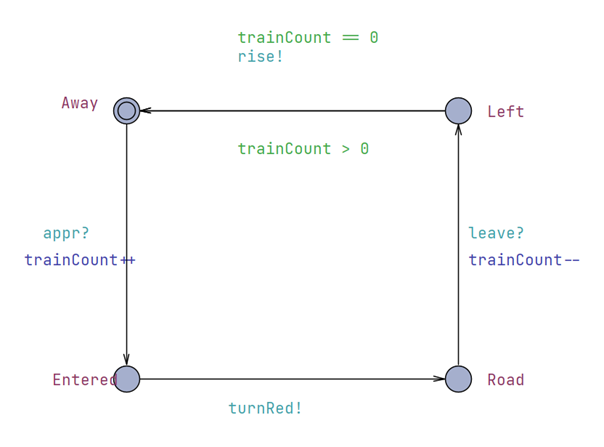 trainCount == 0
rise!
Away
Left
trainCount > 0
appr?
leave?
trainCount++
trainCount--
Entered
Road
turnRed!